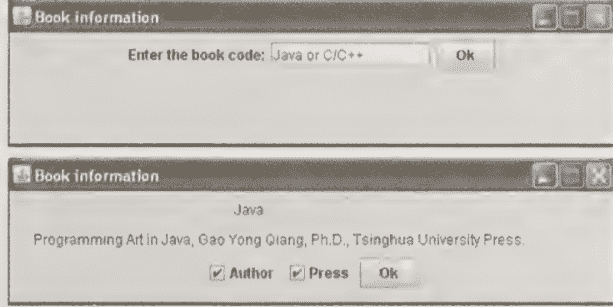 Book information
Enter the book code: Java or C/C++ Ok
Book information
Java
Programming Art in Java, Gao Yong Qiang, Ph.D., Tsinghua University Press.
Author Press Ok